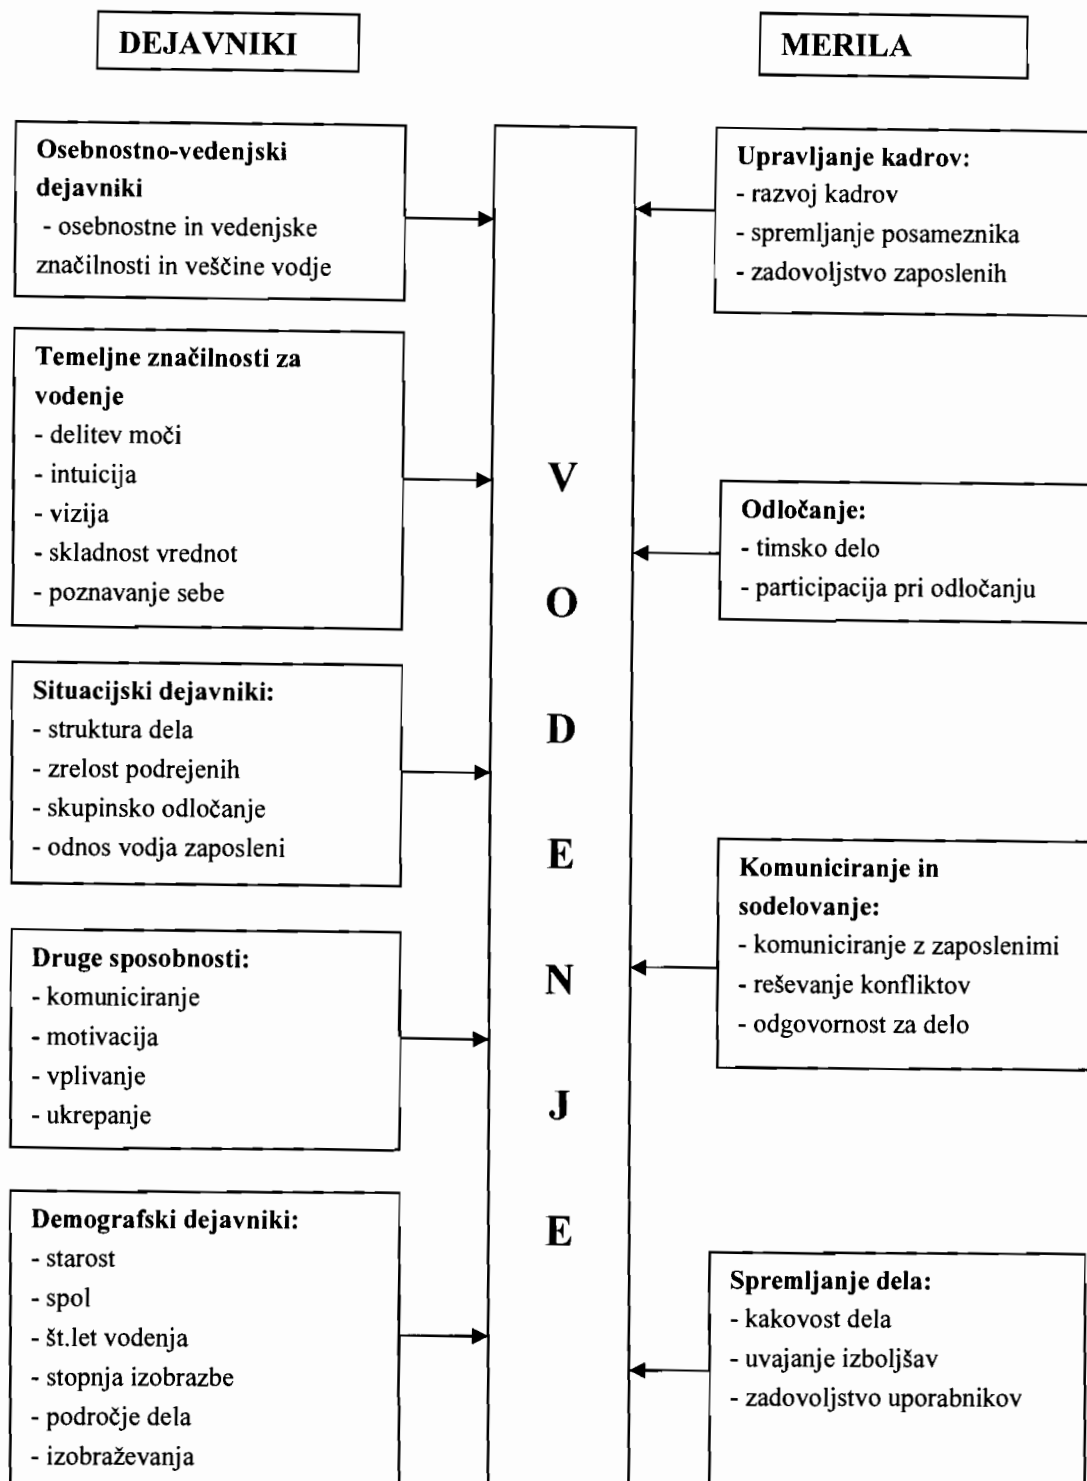 DEJAVNIKI
Osebnostno-vedenjski
dejavniki
- osebnostne in vedenjske
značilnosti in veščine vodje
Temeljne značilnosti za
vodenje
- delitev moči
- intuicija
- vizija
- skladnost vrednot
- poznavanje sebe
Situacijski dejavniki:
- struktura dela
- zrelost podrejenih
- skupinsko odločanje
- odnos vodja zaposleni
Druge sposobnosti:
- komuniciranje
- motivacija
- vplivanje
- ukrepanje
Demografski dejavniki:
- starost
- spol
- št.let vodenja
- stopnja izobrazbe
- področje dela
- izobraževanja
V
O
D
E
N
J
E
MERILA
Upravljanje kadrov:
- razvoj kadrov
- spremljanje posameznika
- zadovoljstvo zaposlenih
Odločanje:
- timsko delo
- participacija pri odločanju
Komuniciranje in
sodelovanje:
- komuniciranje z zaposlenimi
- reševanje konfliktov
- odgovornost za delo
Spremljanje dela:
- kakovost dela
- uvajanje izboljšav
- zadovoljstvo uporabnikov